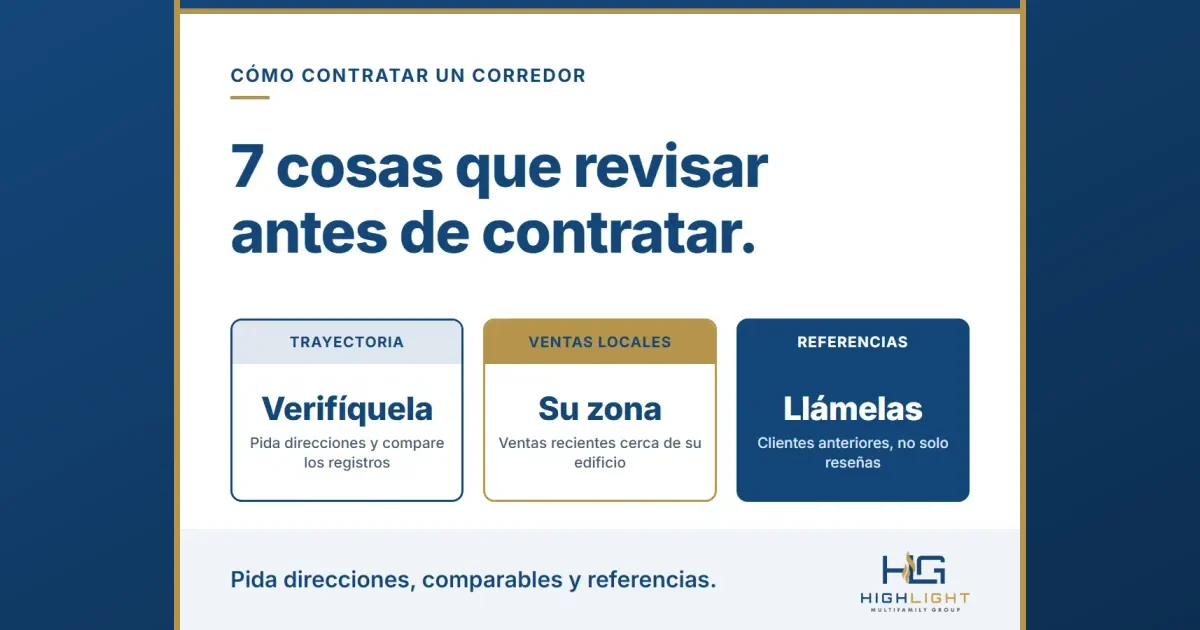 CÓMO CONTRATAR UN CORREDOR
7 cosas que revisar
antes de contratar.
TRAYECTORIA
Verifíquela
Pida direcciones y compare
los registros
VENTAS LOCALES
Su zona
Ventas recientes cerca de su
edificio
REFERENCIAS
Llámelas
Clientes anteriores, no solo
reseñas
Pida direcciones, comparables y referencias.
HLG
HIGHLIGHT
MULTIFAMILY GROUP